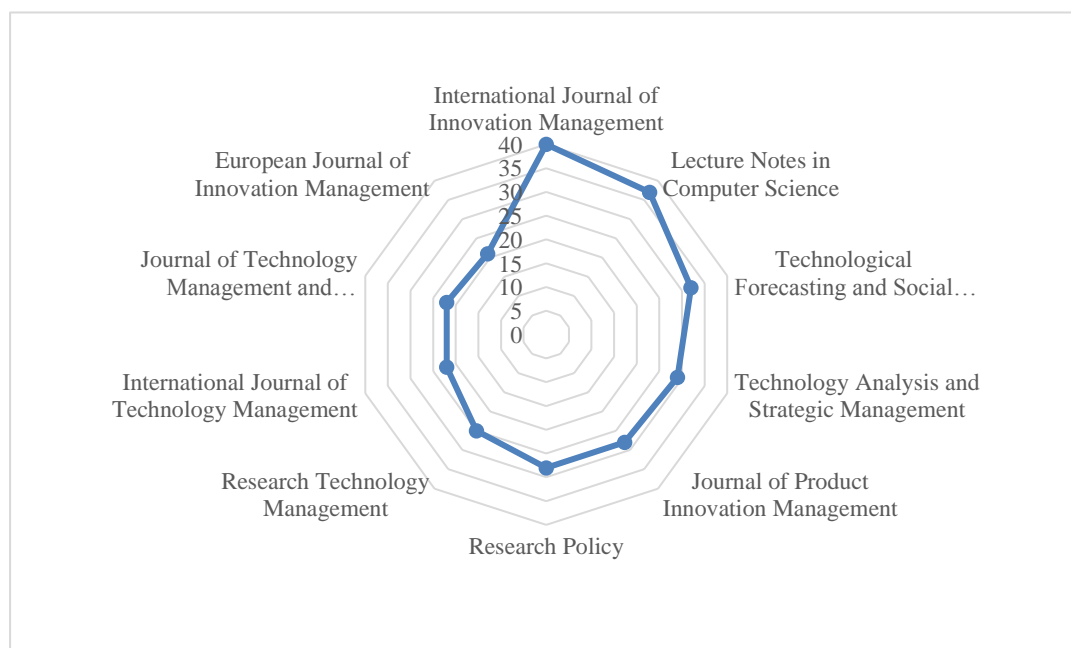 International Journal of
Innovation Management
Lecture Notes in
Computer Science
Technological
Forecasting and Social…
Technology Analysis and
Strategic Management
Journal of Product
Innovation Management
Research Policy
Research Technology
Management
International Journal of
Technology Management
Journal of Technology
Management and…
European Journal of
Innovation Management
40
35
30
25
20
15
10
5
0